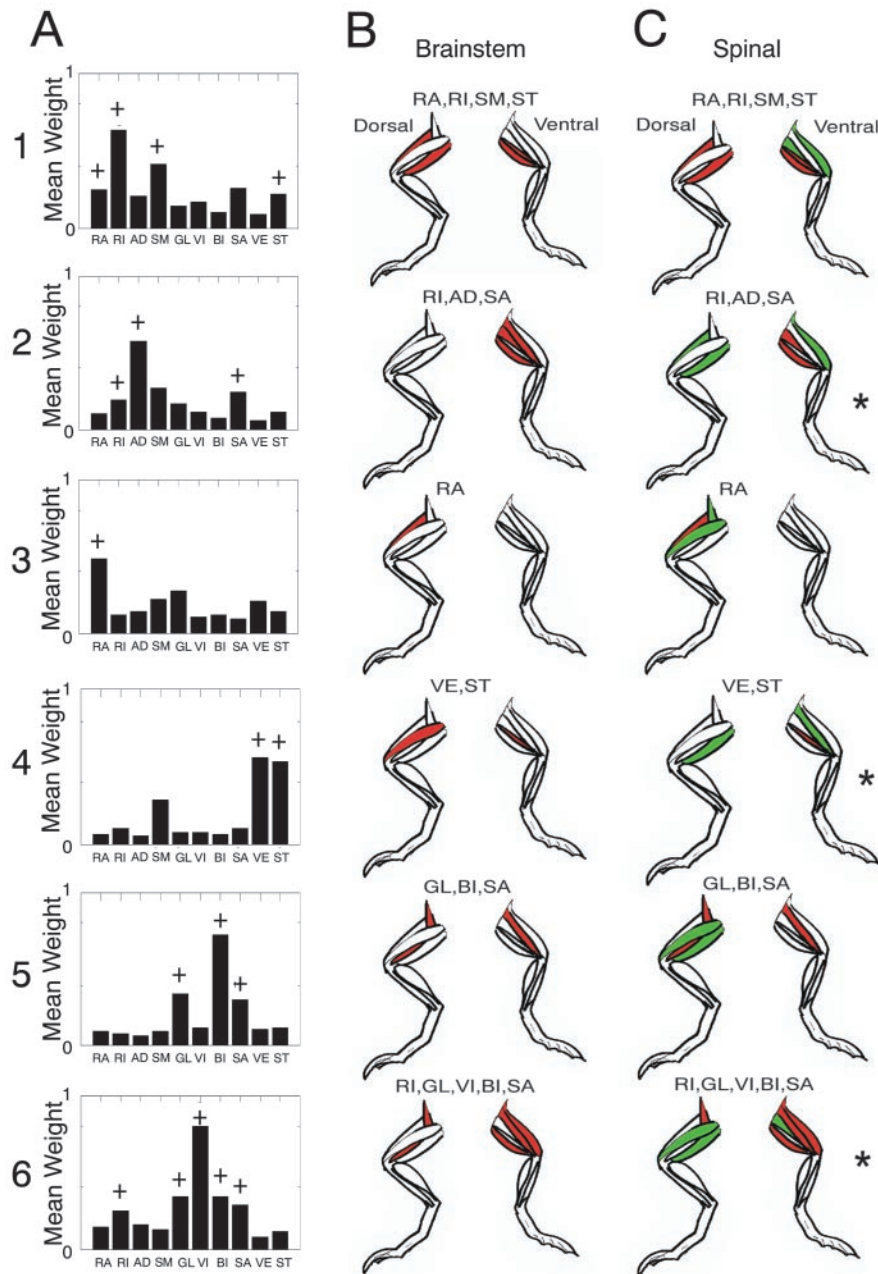 A
B
C
Brainstem
Spinal
1
Mean Weight
1
0
+ + + +
RA RI AD SM GL VI BI SA VE ST
RA,RI,SM,ST
Dorsal
Ventral
RA,RI,SM,ST
Dorsal
Ventral
2
Mean Weight
1
0
+ + +
RA RI AD SM GL VI BI SA VE ST
RI,AD,SA
RI,AD,SA
*
3
Mean Weight
1
0
+
RA RI AD SM GL VI BI SA VE ST
RA
RA
4
Mean Weight
1
0
+ +
RA RI AD SM GL VI BI SA VE ST
VE,ST
VE,ST
*
5
Mean Weight
1
0
+ + +
RA RI AD SM GL VI BI SA VE ST
GL,BI,SA
GL,BI,SA
6
Mean Weight
1
0
+ + + + +
RA RI AD SM GL VI BI SA VE ST
RI,GL,VI,BI,SA
RI,GL,VI,BI,SA
*